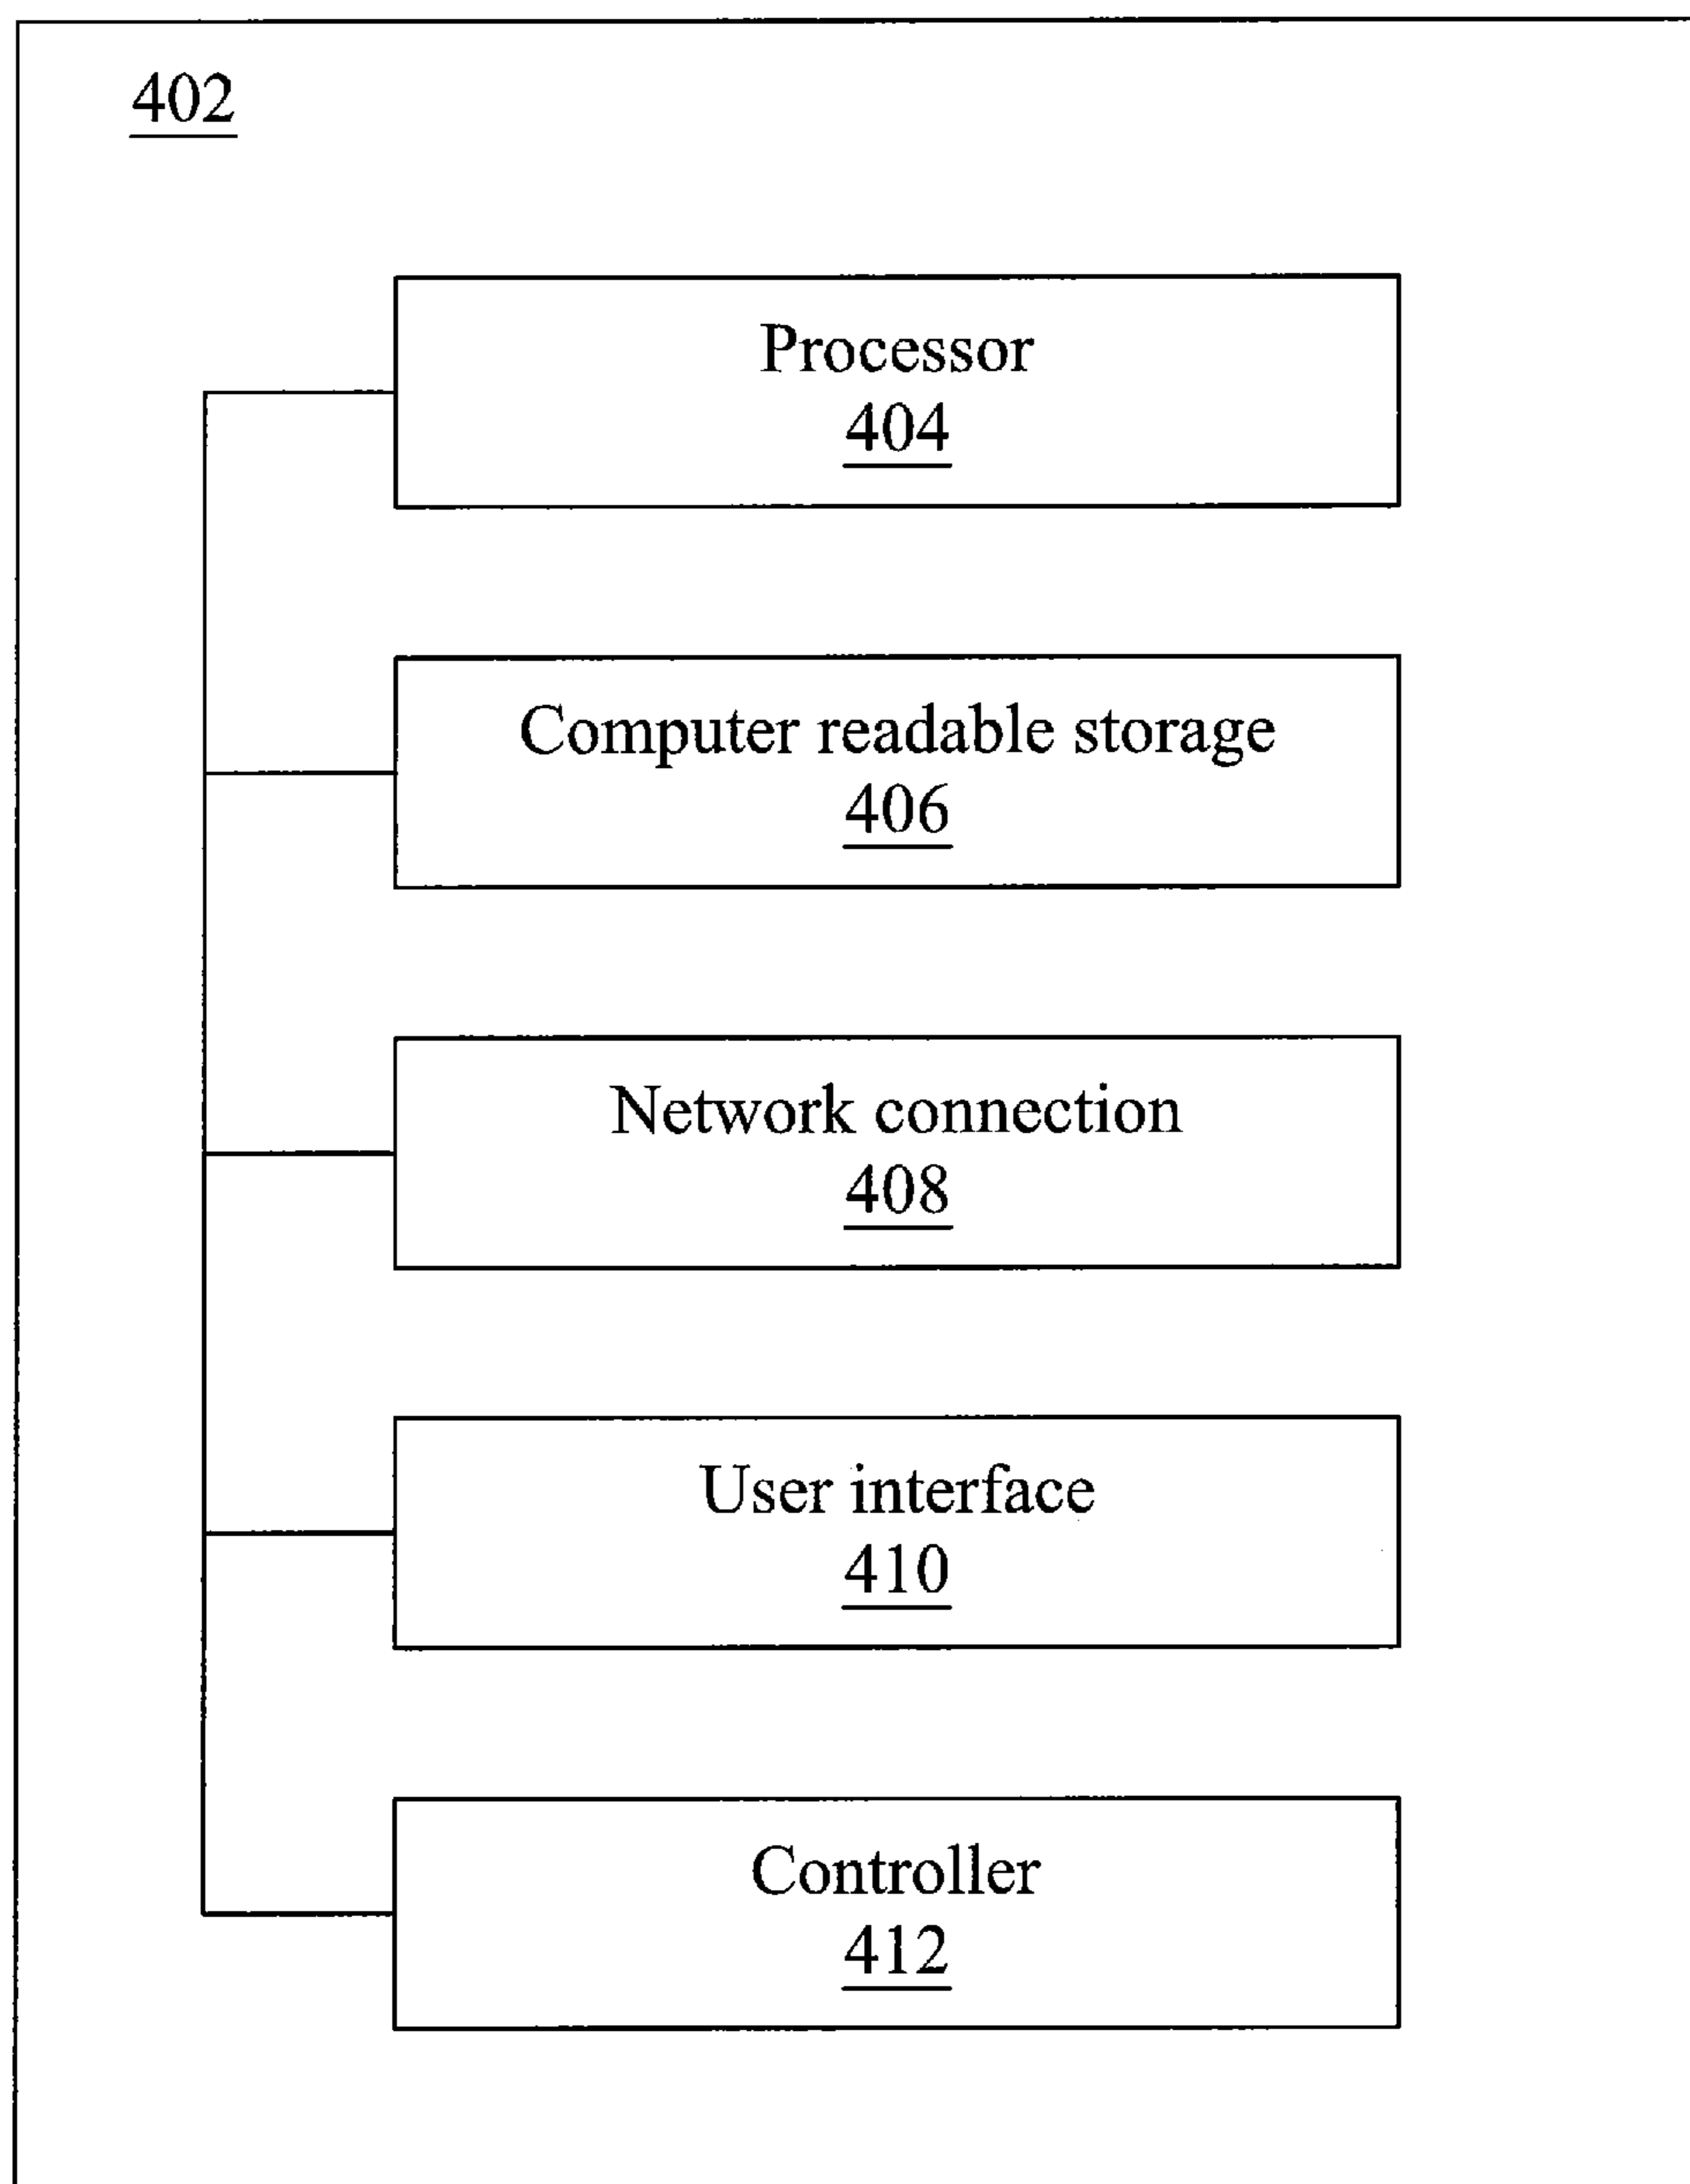 402
Processor
404
Computer readable storage
406
Network connection
408
User interface
410
Controller
412